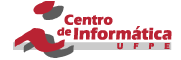 Centro
de Informática
UFPE